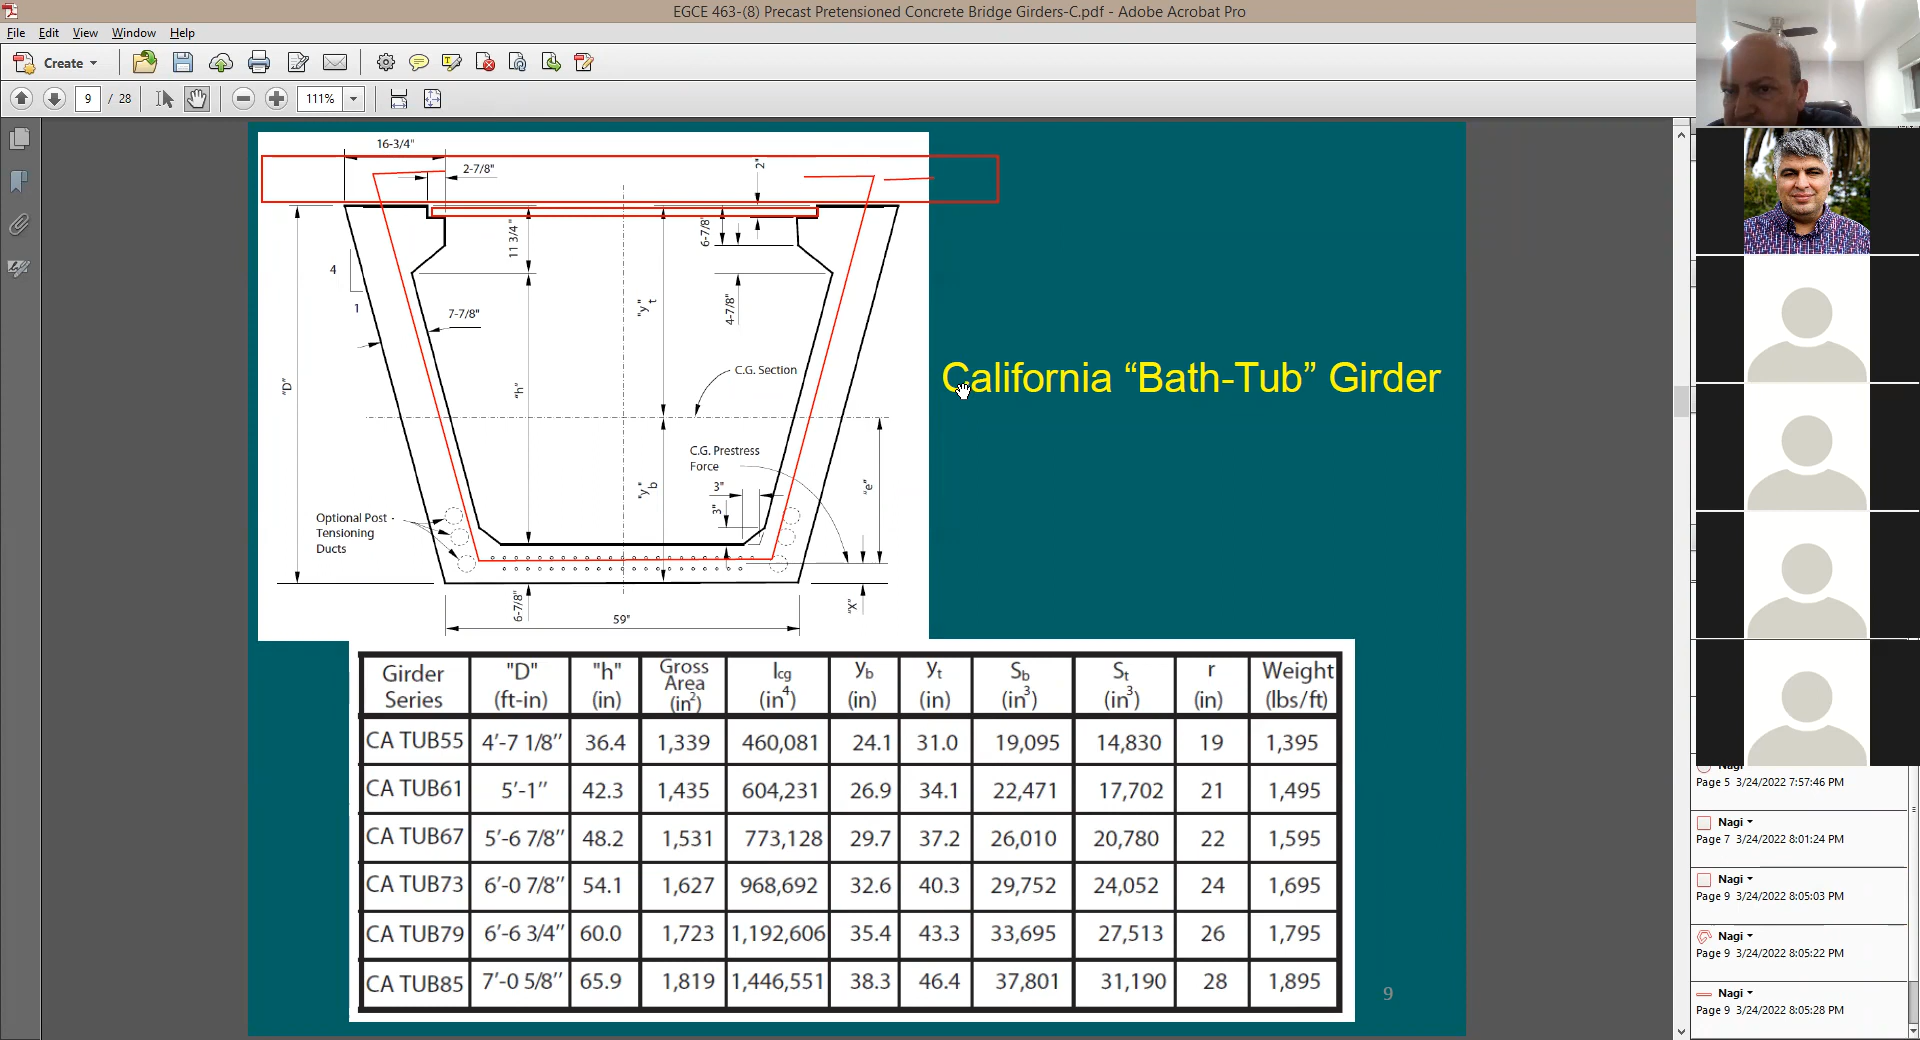 EGCE 463-(8) Precast Pretensioned Concrete Bridge Girders-C.pdf - Adobe Acrobat Pro
File Edit View Window Help
Create
9 / 28 111%
16-3/4"
2-7/8"
2"
11 3/4"
6-7/8"
4
1
"y"t
4-7/8"
7-7/8"
C.G. Section
"D"
"h"
C.G. Prestress
Force
"y"b
3"
3"
"e"
Optional Post -
Tensioning
Ducts
6-7/8"
"X"
59"
California “Bath-Tub” Girder
Girder Series "D" (ft-in) "h" (in) Gross Area (in²) Icg (in⁴) yb (in) yt (in) Sb (in³) St (in³) r (in) Weight (lbs/ft)
CA TUB55 4’-7 1/8’’ 36.4 1,339 460,081 24.1 31.0 19,095 14,830 19 1,395
CA TUB61 5’-1’’ 42.3 1,435 604,231 26.9 34.1 22,471 17,702 21 1,495
CA TUB67 5’-6 7/8’’ 48.2 1,531 773,128 29.7 37.2 26,010 20,780 22 1,595
CA TUB73 6’-0 7/8’’ 54.1 1,627 968,692 32.6 40.3 29,752 24,052 24 1,695
CA TUB79 6’-6 3/4’’ 60.0 1,723 1,192,606 35.4 43.3 33,695 27,513 26 1,795
CA TUB85 7’-0 5/8’’ 65.9 1,819 1,446,551 38.3 46.4 37,801 31,190 28 1,895
9
Nagi
Page 5 3/24/2022 7:57:46 PM
Nagi
Page 7 3/24/2022 8:01:24 PM
Nagi
Page 9 3/24/2022 8:05:03 PM
Nagi
Page 9 3/24/2022 8:05:22 PM
Nagi
Page 9 3/24/2022 8:05:28 PM